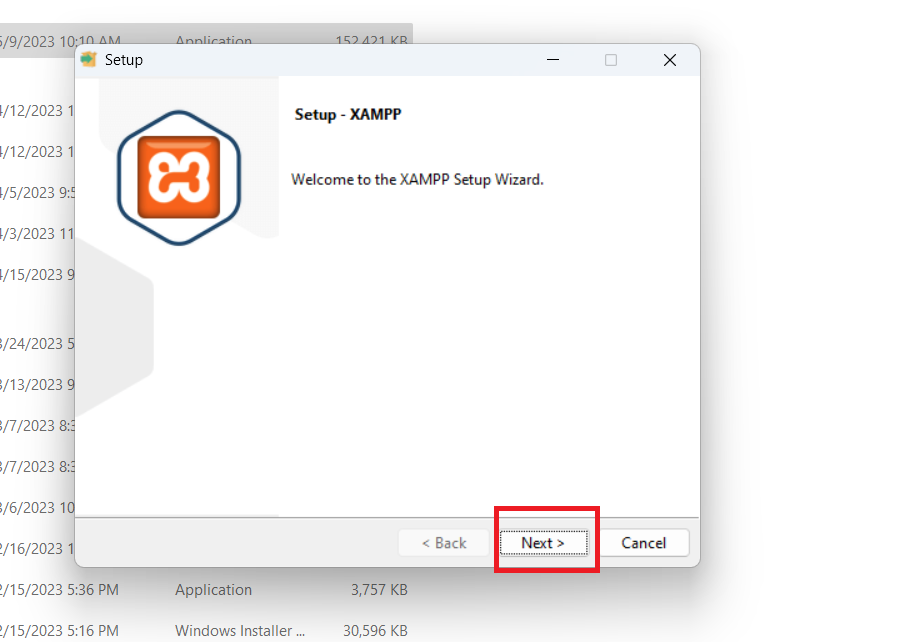 5/9/2023 10:10 AM Application 152,421 KB
Setup
Setup - XAMPP
Welcome to the XAMPP Setup Wizard.
4/12/2023 1
4/12/2023 1
4/5/2023 9:5
4/3/2023 11
4/15/2023 9
3/24/2023 5
3/13/2023 9
3/7/2023 8:3
3/7/2023 8:3
3/6/2023 10
2/16/2023 1
< Back Next > Cancel
2/15/2023 5:36 PM Application 3,757 KB
2/15/2023 5:16 PM Windows Installer ... 30,596 KB